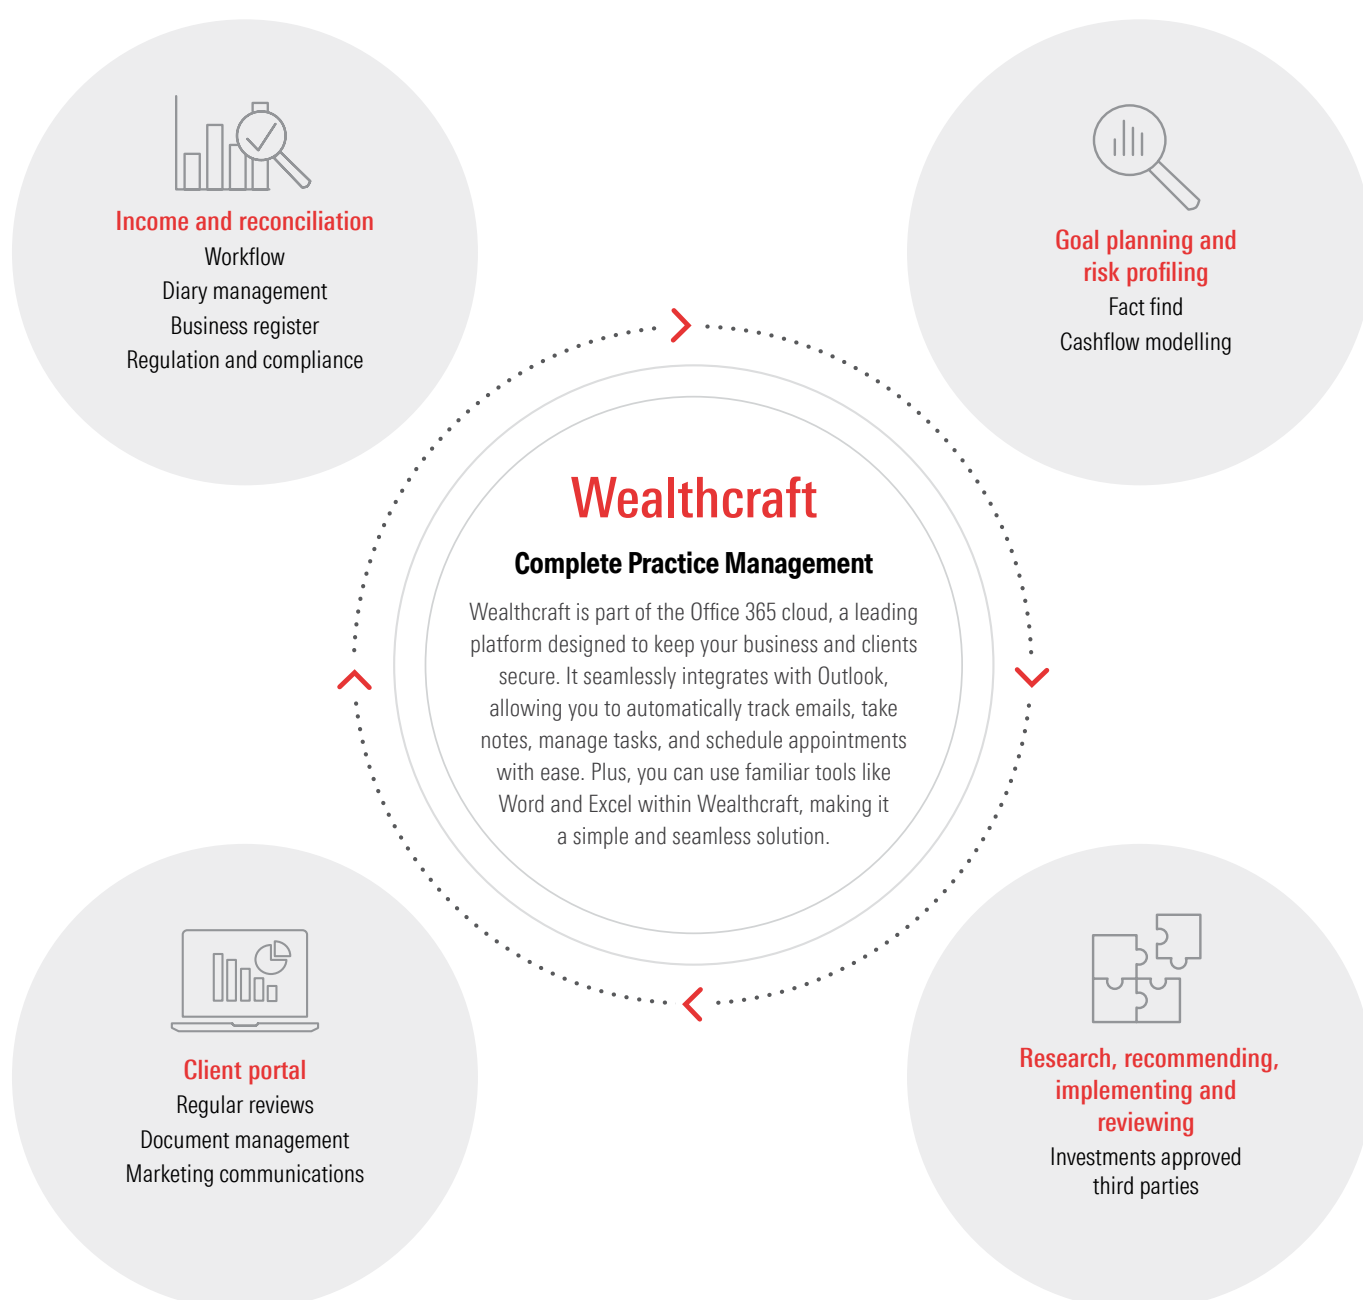 Income and reconciliation
Workflow
Diary management
Business register
Regulation and compliance
Goal planning and
risk profiling
Fact find
Cashflow modelling
Wealthcraft
Complete Practice Management
Wealthcraft is part of the Office 365 cloud, a leading
platform designed to keep your business and clients
secure. It seamlessly integrates with Outlook,
allowing you to automatically track emails, take
notes, manage tasks, and schedule appointments
with ease. Plus, you can use familiar tools like
Word and Excel within Wealthcraft, making it
a simple and seamless solution.
Client portal
Regular reviews
Document management
Marketing communications
Research, recommending,
implementing and
reviewing
Investments approved
third parties